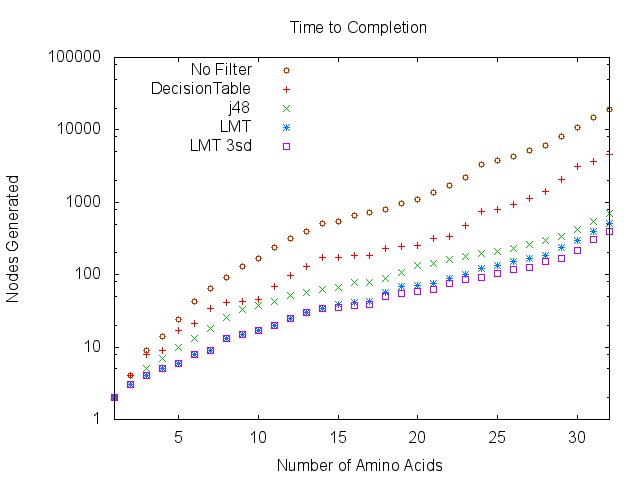 Time to Completion
100000
10000
1000
100
10
1
Nodes Generated
No Filter
DecisionTable
j48
LMT
LMT 3sd
5 10 15 20 25 30
Number of Amino Acids